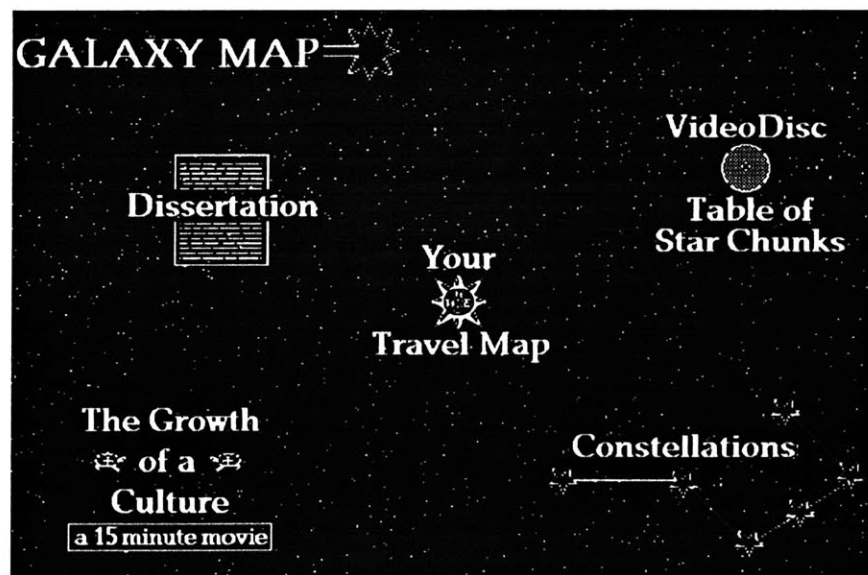 GALAXY MAP
VideoDisc
Dissertation
Table of
Star Chunks
Your
Travel Map
The Growth
of a
Culture
a 15 minute movie
Constellations